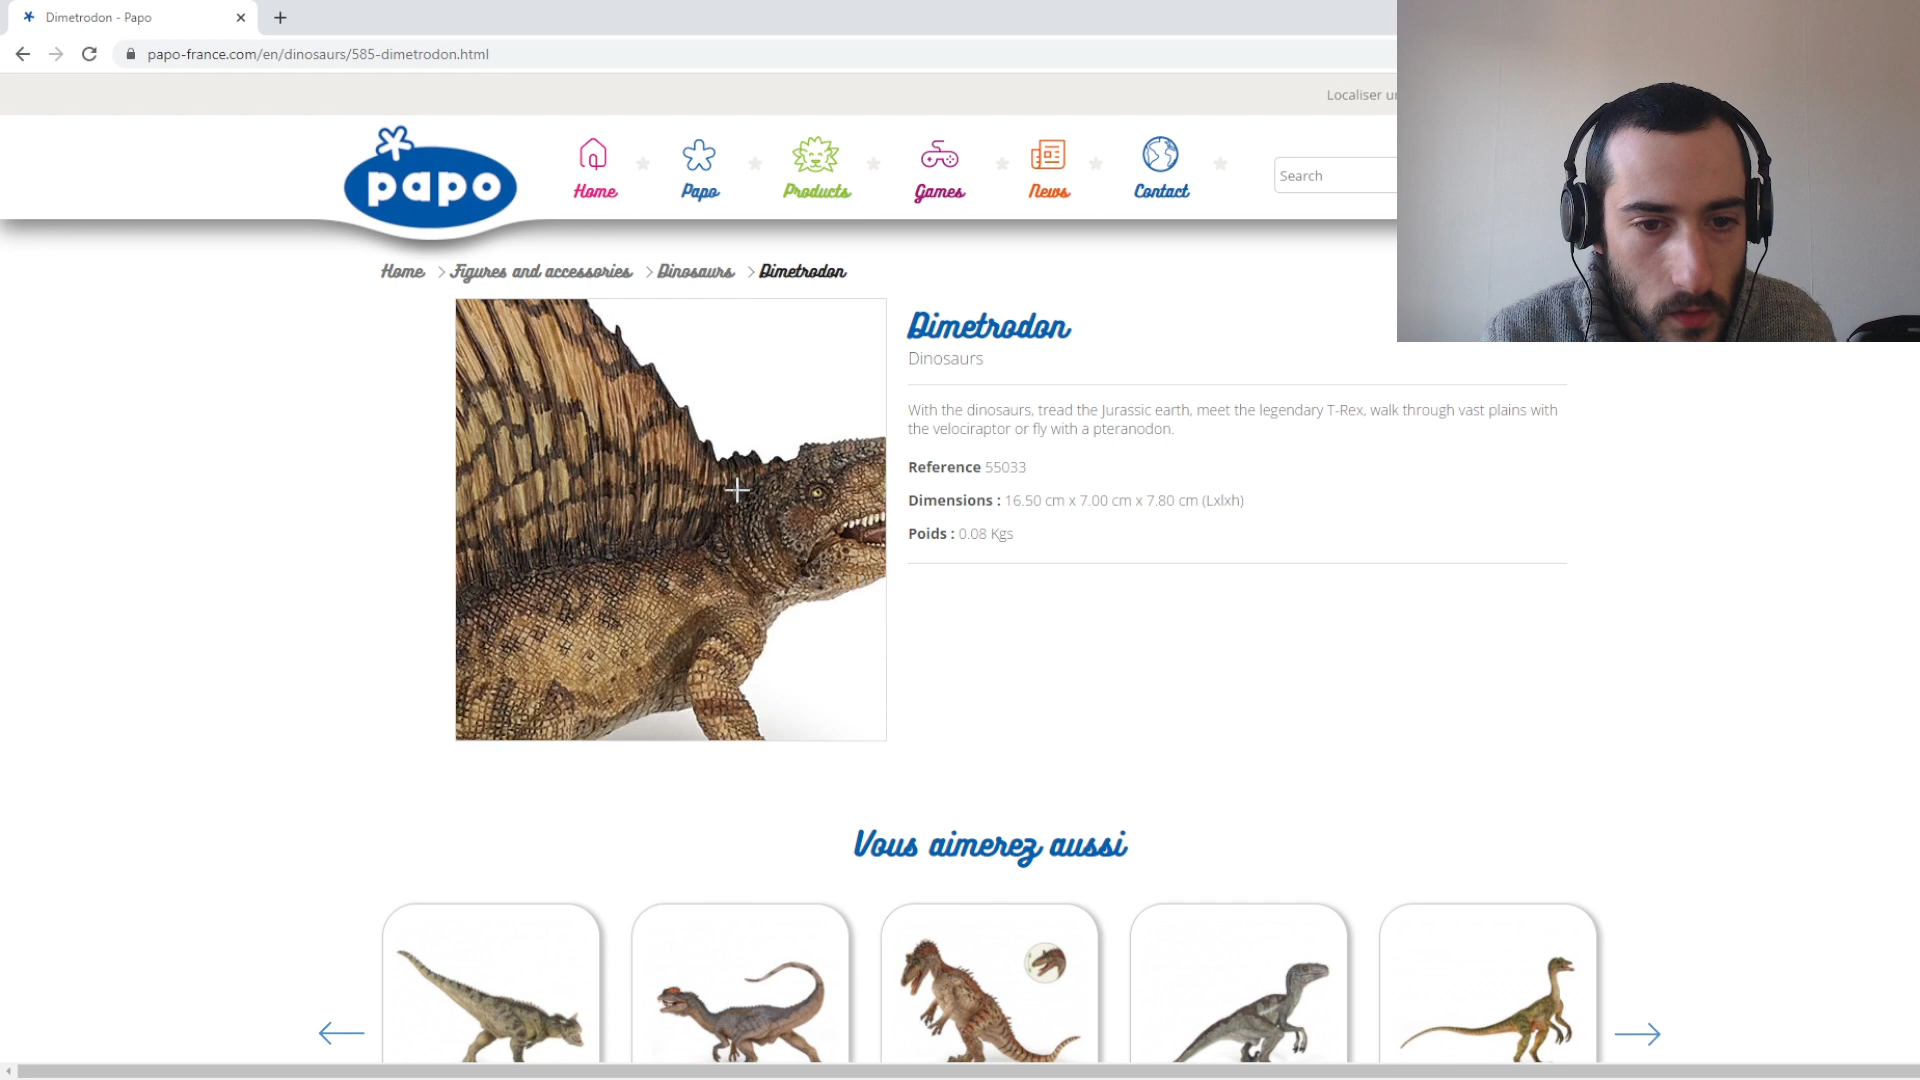 Dimetrodon - Papo
papo-france.com/en/dinosaurs/585-dimetrodon.html
Localiser
papo
Home
Papo
Products
Games
News
Contact
Search
Home > Figures and accessories > Dinosaurs > Dimetrodon
Dimetrodon
Dinosaurs
With the dinosaurs, tread the Jurassic earth, meet the legendary T-Rex, walk through vast plains with
the velociraptor or fly with a pteranodon.
Reference 55033
Dimensions : 16.50 cm x 7.00 cm x 7.80 cm (Lxlxh)
Poids : 0.08 Kgs
Vous aimerez aussi